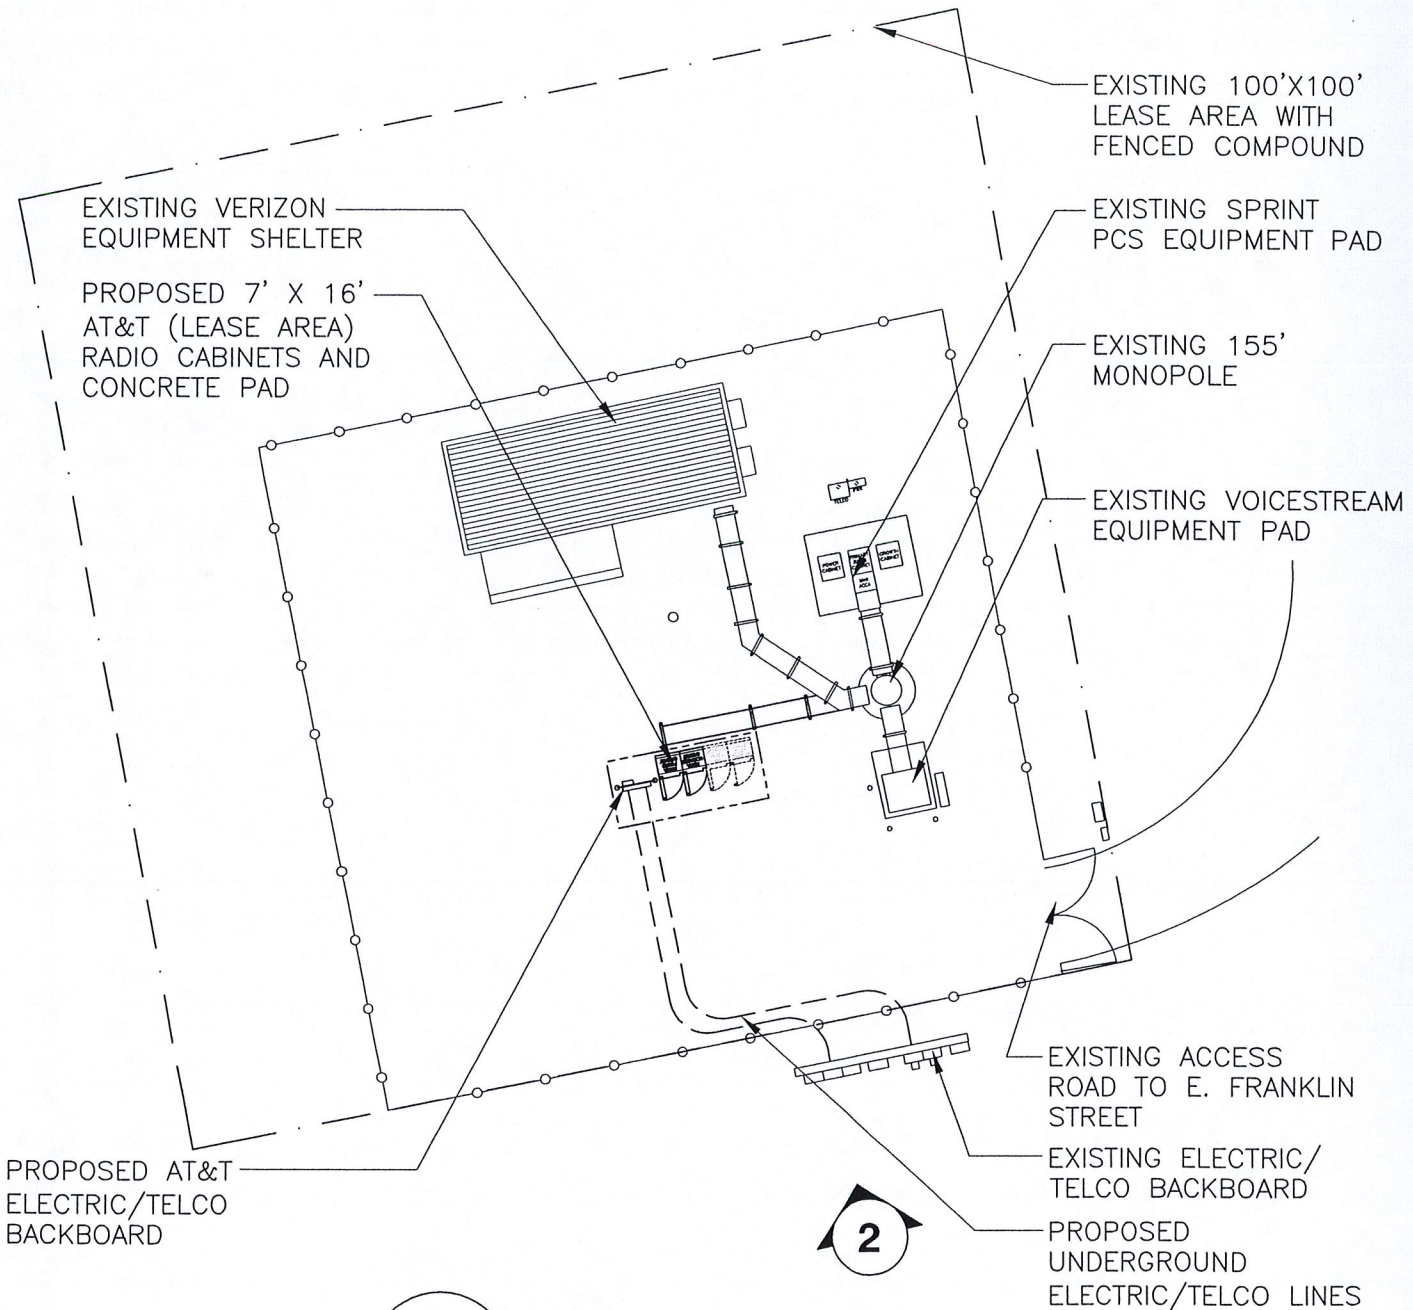 EXISTING 100'X100'
LEASE AREA WITH
FENCED COMPOUND
EXISTING VERIZON
EQUIPMENT SHELTER
EXISTING SPRINT
PCS EQUIPMENT PAD
PROPOSED 7' X 16'
AT&T (LEASE AREA)
RADIO CABINETS AND
CONCRETE PAD
EXISTING 155'
MONOPOLE
EXISTING VOICESTREAM
EQUIPMENT PAD
TELCO
POWER
CABINET
CABINET
CABINET
EXISTING ACCESS
ROAD TO E. FRANKLIN
STREET
EXISTING ELECTRIC/
TELCO BACKBOARD
PROPOSED AT&T
ELECTRIC/TELCO
BACKBOARD
2
PROPOSED
UNDERGROUND
ELECTRIC/TELCO LINES